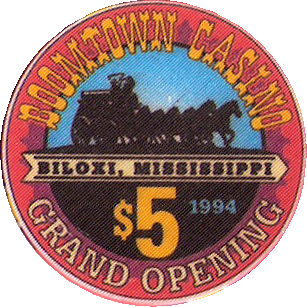 BOOMTOWN CASINO
BILOXI, MISSISSIPPI
$5 1994
GRAND OPENING